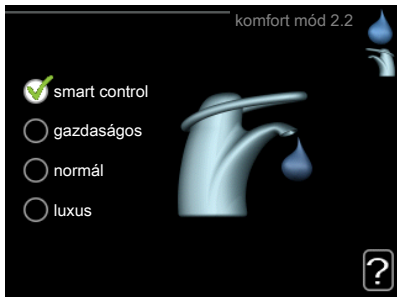 komfort mód 2.2
smart control
gazdaságos
normál
luxus
?